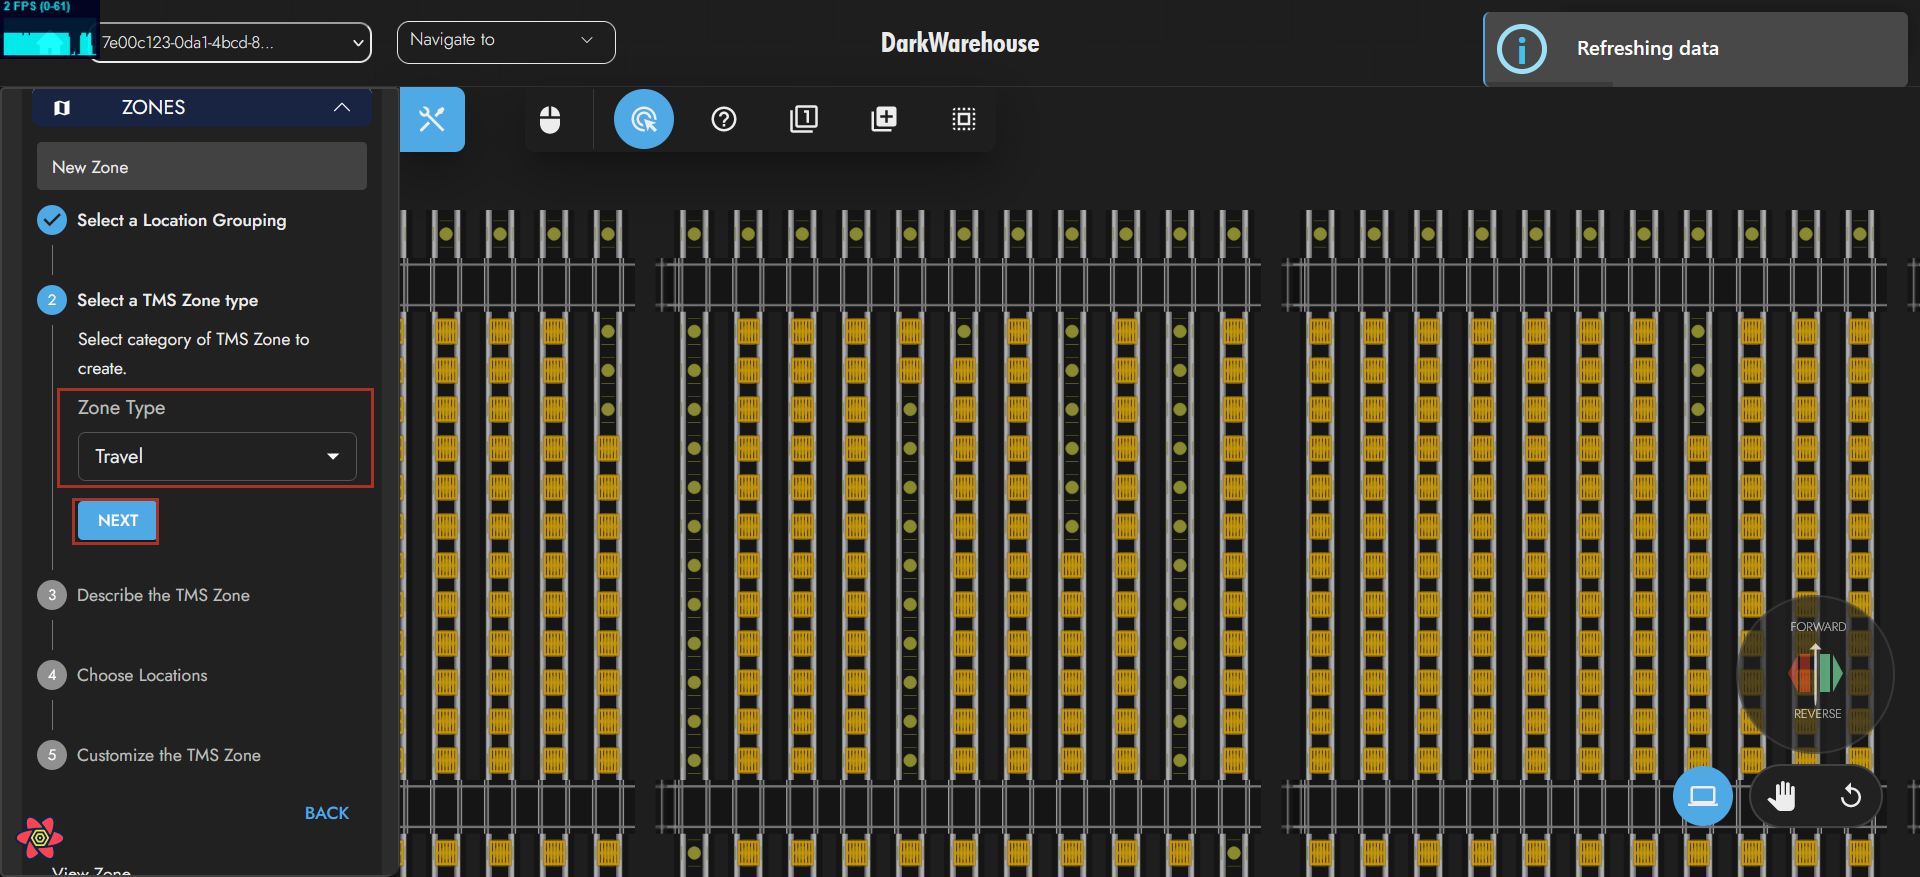 2 FPS (0-61)
7e00c123-0da1-4bcd-8...
Navigate to
DarkWarehouse
Refreshing data
ZONES
1
New Zone
Select a Location Grouping
2
Select a TMS Zone type
Select category of TMS Zone to
create.
Zone Type
Travel
NEXT
3
Describe the TMS Zone
4
Choose Locations
5
Customize the TMS Zone
BACK
View Zone
FORWARD
REVERSE